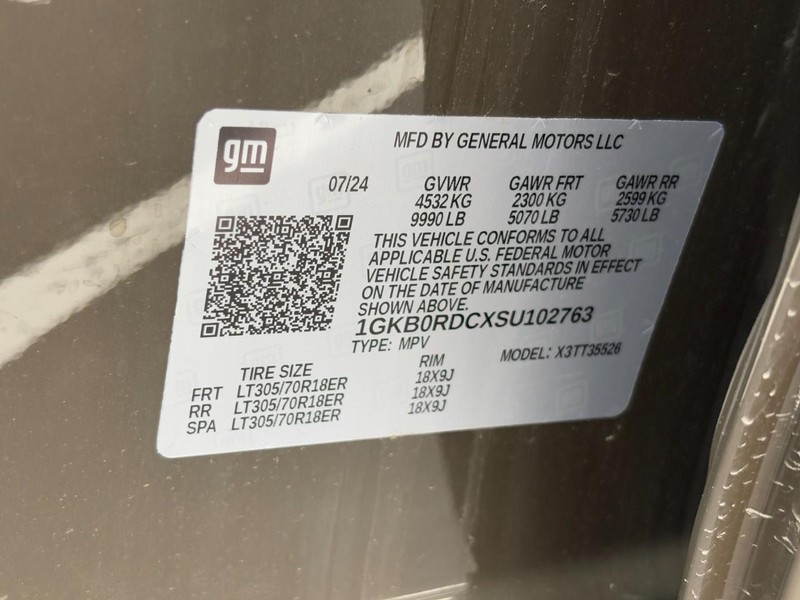 gm
MFD BY GENERAL MOTORS LLC
07/24 GVWR GAWR FRT GAWR RR
4532 KG 2300 KG 2599 KG
9990 LB 5070 LB 5730 LB
THIS VEHICLE CONFORMS TO ALL
APPLICABLE U.S. FEDERAL MOTOR
VEHICLE SAFETY STANDARDS IN EFFECT
ON THE DATE OF MANUFACTURE
SHOWN ABOVE.
1GKB0RDCXSU102763
TYPE: MPV MODEL: X3TT35526
TIRE SIZE RIM
FRT LT305/70R18ER 18X9J
RR LT305/70R18ER 18X9J
SPA LT305/70R18ER 18X9J